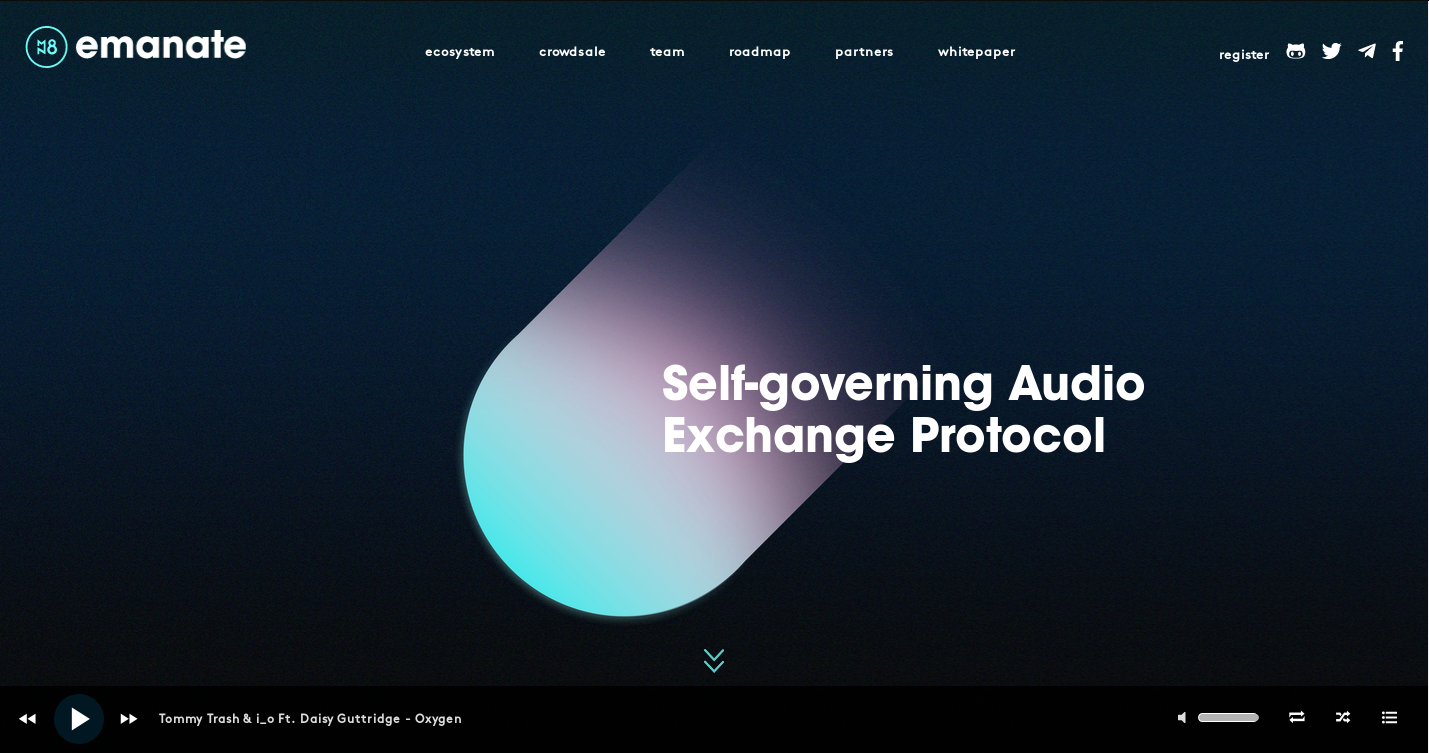 emanate
ecosystem crowdsale team roadmap partners whitepaper
register
Self-governing Audio
Exchange Protocol
Tommy Trash & i_o Ft. Daisy Guttridge - Oxygen